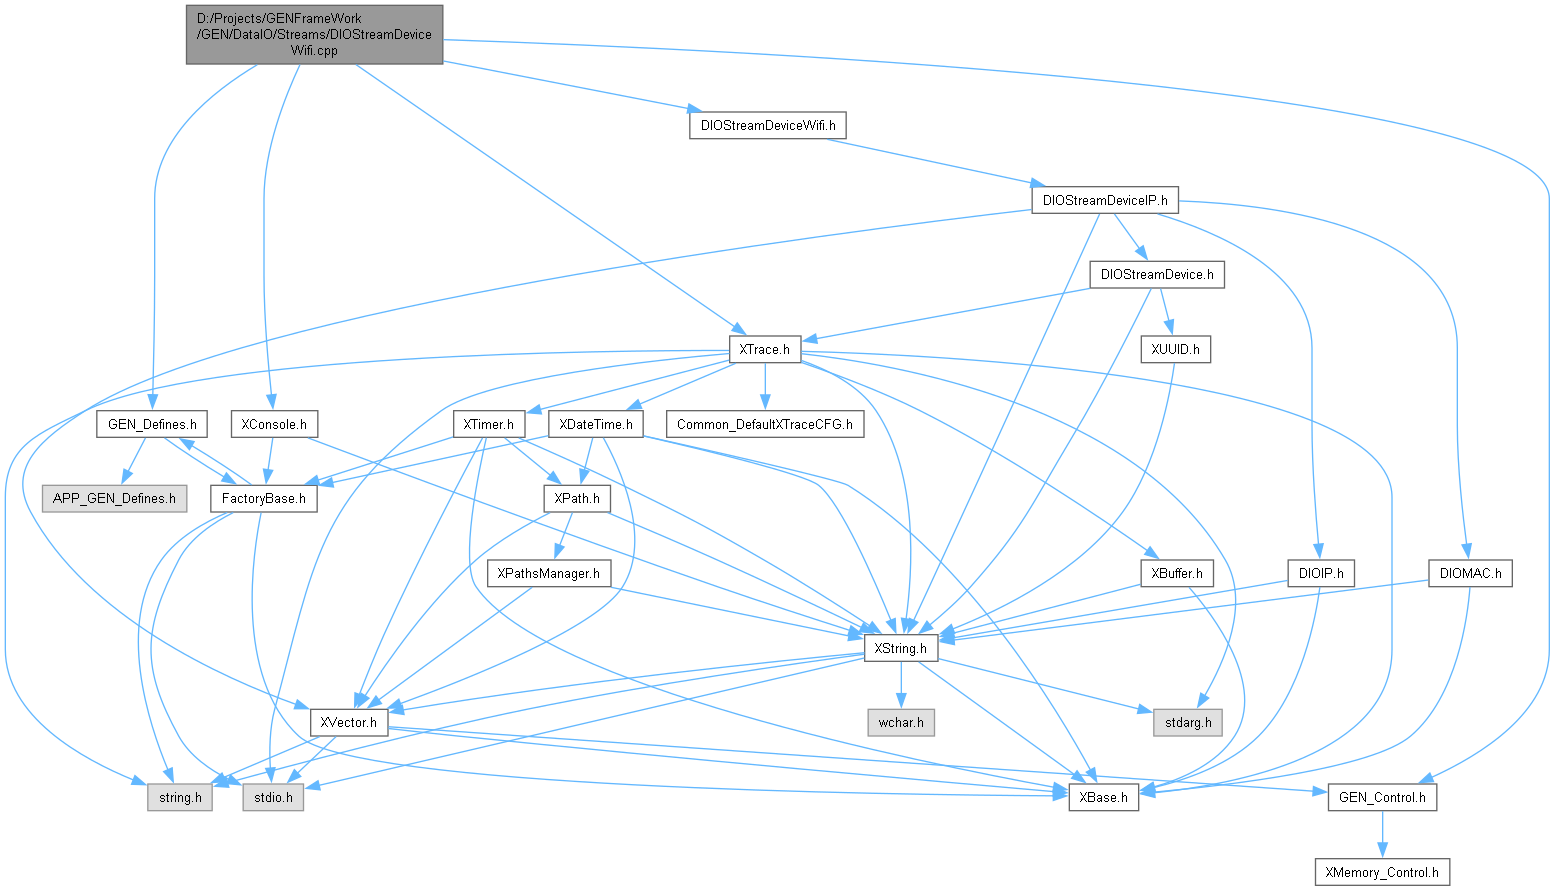 D:/Projects/GENFrameWork
/GEN/DataIO/Streams/DIOStreamDevice
Wifi.cpp
DIOStreamDeviceWifi.h
DIOStreamDeviceIP.h
DIOStreamDevice.h
XTrace.h
XUUID.h
GEN_Defines.h
XConsole.h
XTimer.h
XDateTime.h
Common_DefaultXTraceCFG.h
APP_GEN_Defines.h
FactoryBase.h
XPath.h
XPathsManager.h
XBuffer.h
DIOIP.h
DIOMAC.h
XString.h
XVector.h
wchar.h
stdarg.h
string.h
stdio.h
XBase.h
GEN_Control.h
XMemory_Control.h